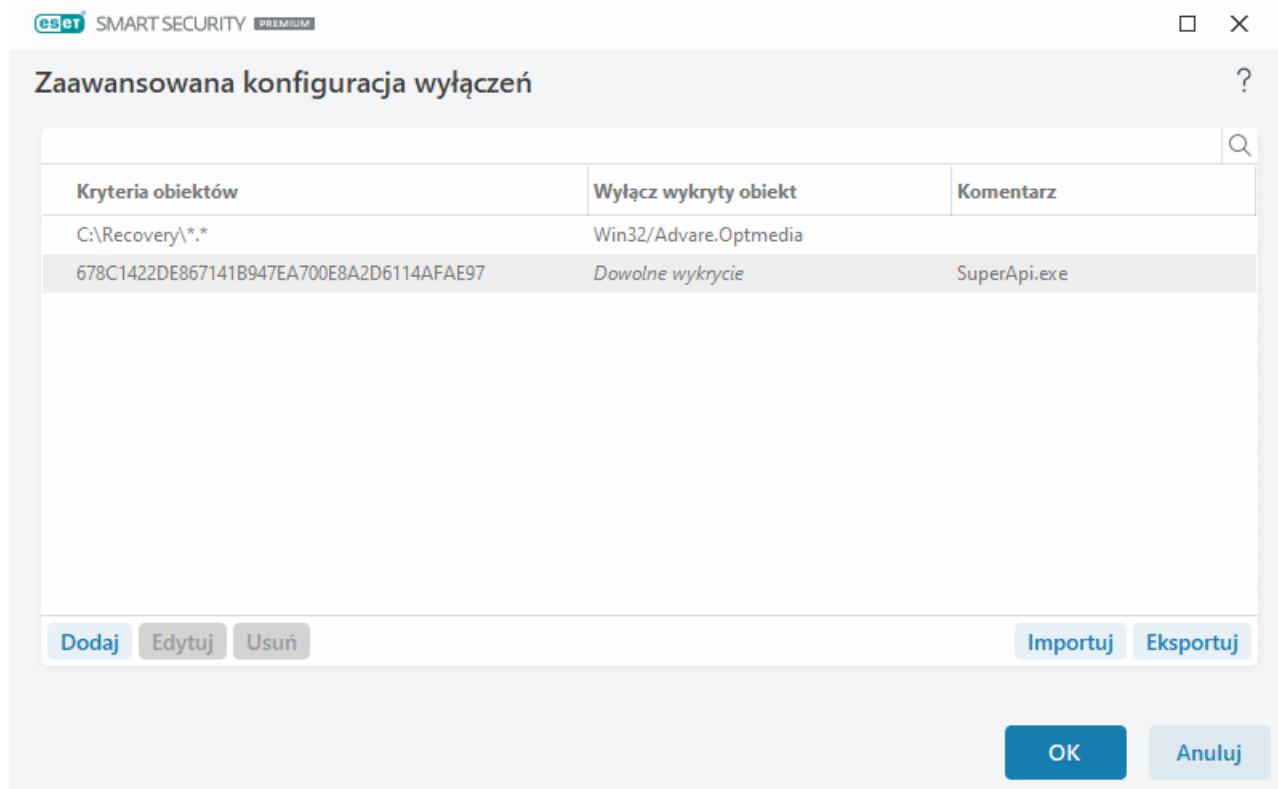 eset SMART SECURITY PREMIUM
Zaawansowana konfiguracja wyłączeń ?
Kryteria obiektów Wyłącz wykryty obiekt Komentarz
C:\Recovery\*.* Win32/Advare.Optmedia
678C1422DE867141B947EA700E8A2D6114AFAE97 Dowolne wykrycie SuperApi.exe
Dodaj Edytuj Usuń Importuj Eksportuj
OK Anuluj